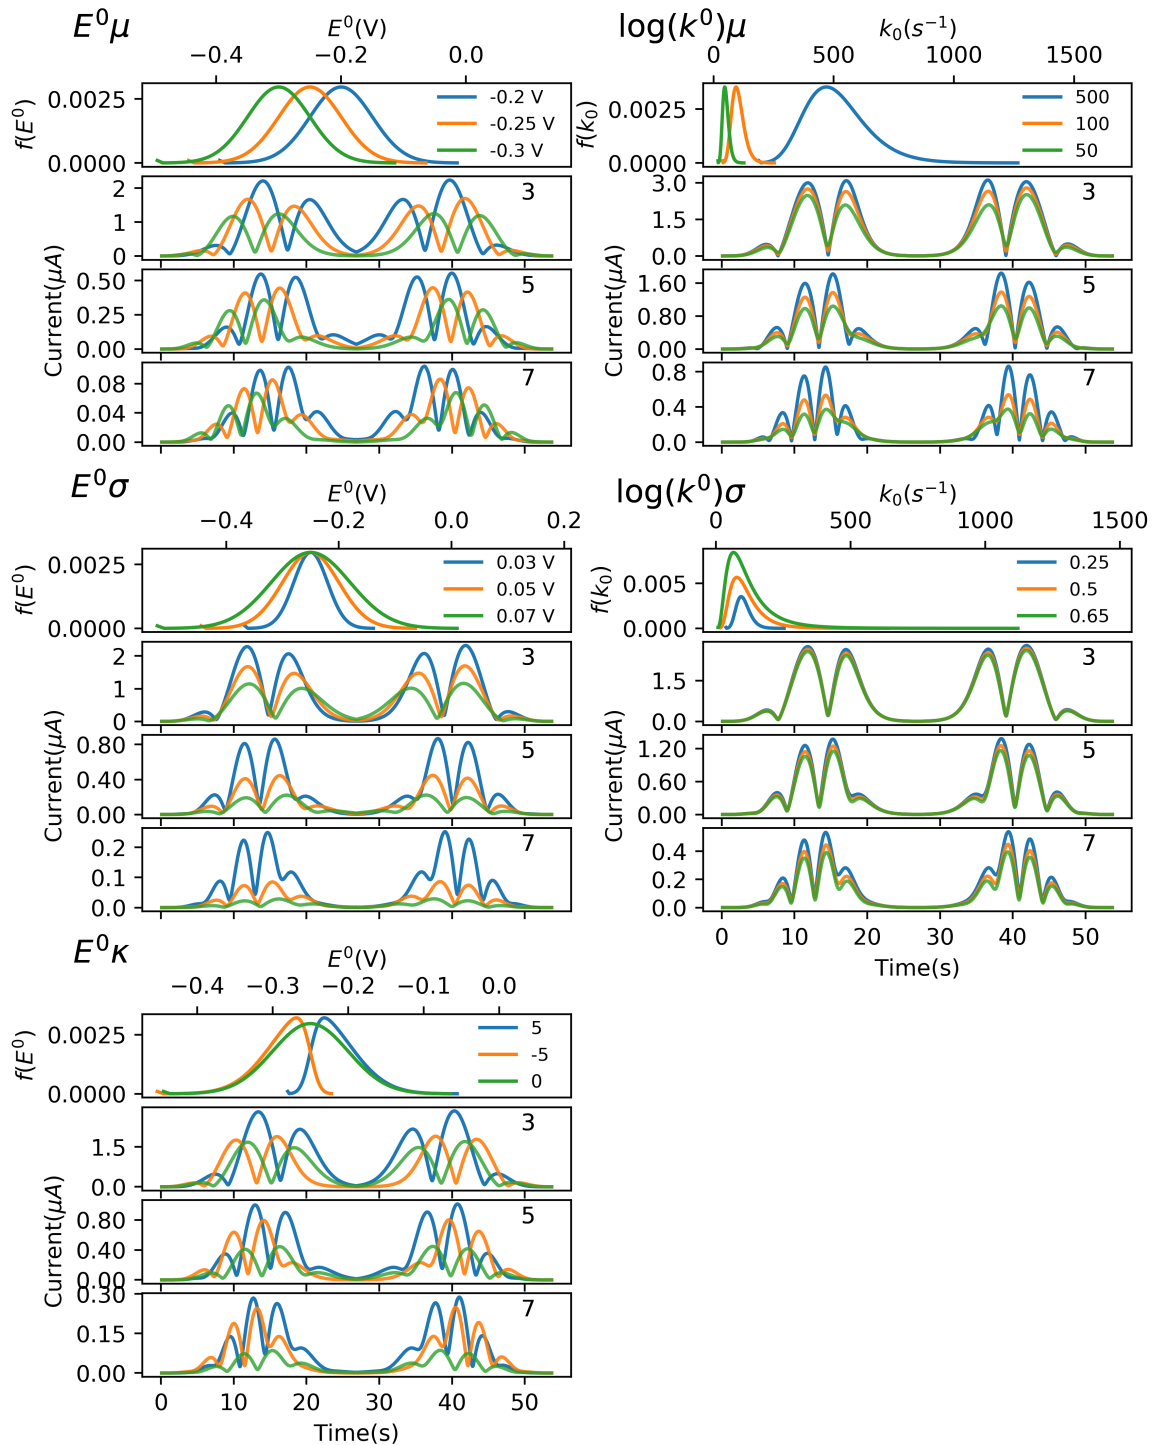 E⁰μ
E⁰(V)
−0.4 −0.2 0.0
f(E⁰)
0.0025
0.0000
-0.2 V
-0.25 V
-0.3 V
Current(μA)
2
1
0
3
0.50
0.25
0.00
5
0.08
0.04
0.00
7
log(k⁰)μ
k₀(s⁻¹)
0 500 1000 1500
f(k₀)
0.0025
0.0000
500
100
50
Current(μA)
3.0
1.5
0.0
3
1.60
0.80
0.00
5
0.8
0.4
0.0
7
E⁰σ
E⁰(V)
−0.4 −0.2 0.0 0.2
f(E⁰)
0.0025
0.0000
0.03 V
0.05 V
0.07 V
Current(μA)
2
1
0
3
0.80
0.40
0.00
5
0.2
0.1
0.0
7
log(k⁰)σ
k₀(s⁻¹)
0 500 1000 1500
f(k₀)
0.005
0.000
0.25
0.5
0.65
Current(μA)
1.5
0.0
3
1.20
0.60
0.00
5
0.4
0.2
0.0
7
0 10 20 30 40 50
Time(s)
E⁰κ
E⁰(V)
−0.4 −0.3 −0.2 −0.1 0.0
f(E⁰)
0.0025
0.0000
5
-5
0
Current(μA)
1.5
0.0
3
0.80
0.40
0.00
5
0.30
0.15
0.00
7
0 10 20 30 40 50
Time(s)